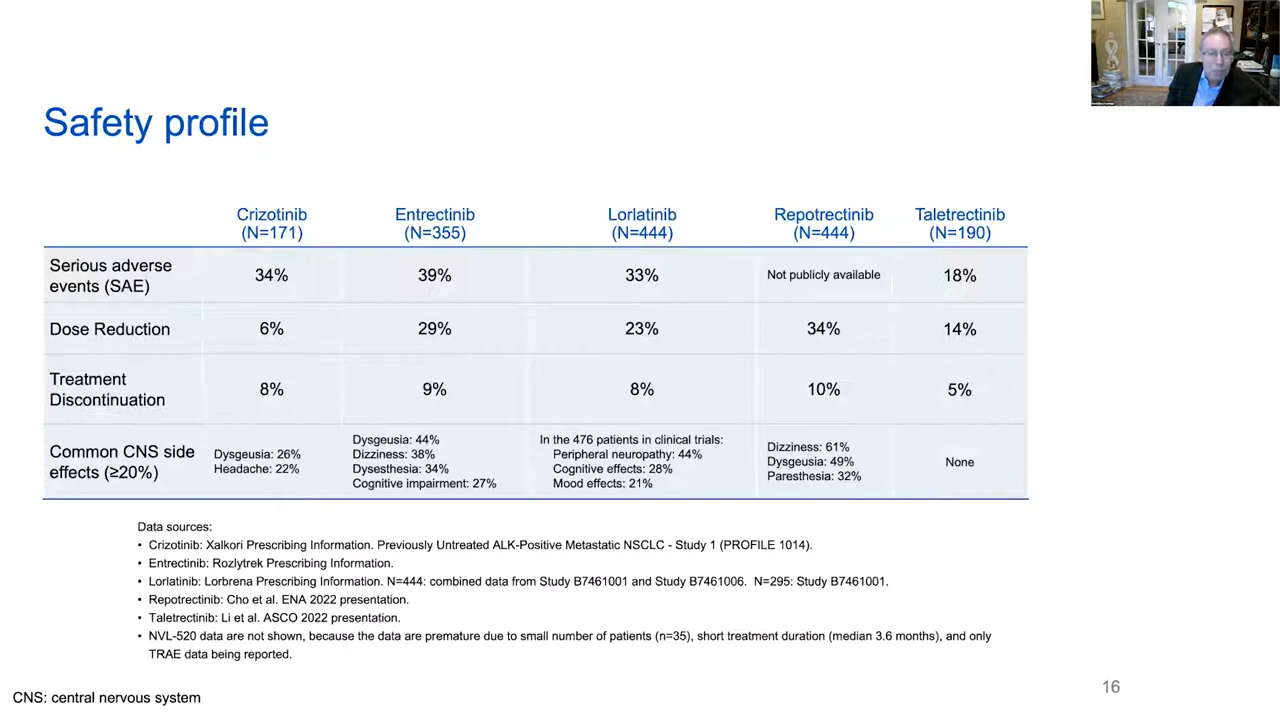 Safety profile
Crizotinib Entrectinib Lorlatinib Repotrectinib Taletrectinib
(N=171) (N=355) (N=444) (N=444) (N=190)
Serious adverse
events (SAE) 34% 39% 33% Not publicly available 18%
Dose Reduction 6% 29% 23% 34% 14%
Treatment
Discontinuation 8% 9% 8% 10% 5%
Common CNS side
effects (≥20%)
Dysgeusia: 26%
Headache: 22%
Dysgeusia: 44%
Dizziness: 38%
Dysesthesia: 34%
Cognitive impairment: 27%
In the 476 patients in clinical trials:
Peripheral neuropathy: 44%
Cognitive effects: 28%
Mood effects: 21%
Dizziness: 61%
Dysgeusia: 49%
Paresthesia: 32%
None
Data sources:
• Crizotinib: Xalkori Prescribing Information. Previously Untreated ALK-Positive Metastatic NSCLC - Study 1 (PROFILE 1014).
• Entrectinib: Rozlytrek Prescribing Information.
• Lorlatinib: Lorbrena Prescribing Information. N=444: combined data from Study B7461001 and Study B7461006. N=295: Study B7461001.
• Repotrectinib: Cho et al. ENA 2022 presentation.
• Taletrectinib: Li et al. ASCO 2022 presentation.
• NVL-520 data are not shown, because the data are premature due to small number of patients (n=35), short treatment duration (median 3.6 months), and only
TRAE data being reported.
16
CNS: central nervous system